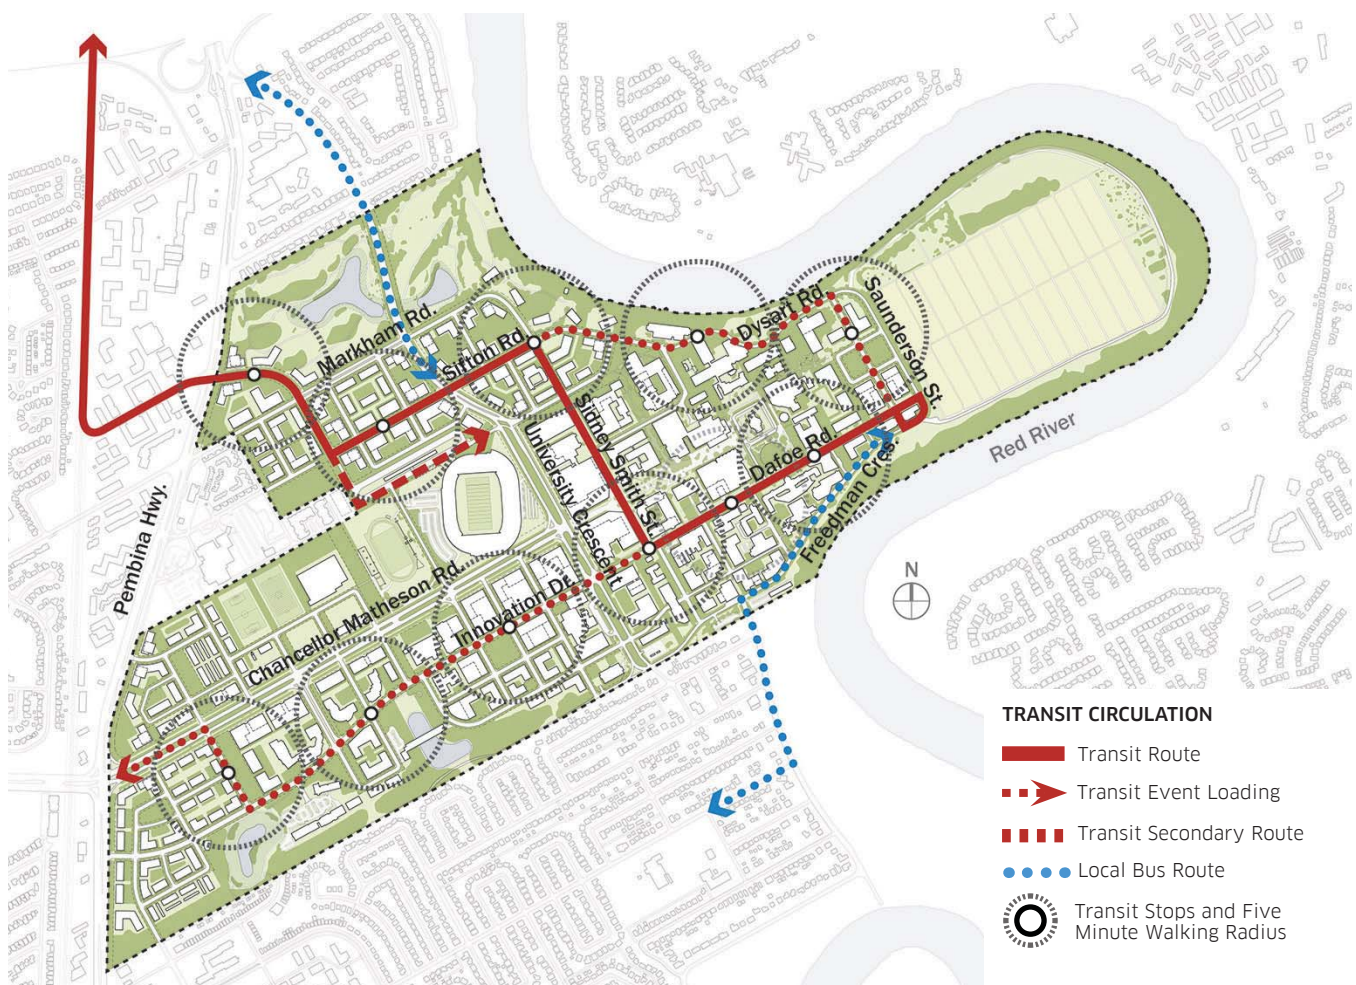 Markham Rd.
Sifton Rd.
Dysart Rd.
Saunderson St.
Sidney Smith St.
University Crescent
Dafoe Rd.
Freedman Cres.
Red River
Pembina Hwy.
Chancellor Matheson Rd.
Innovation Dr.
N
TRANSIT CIRCULATION
Transit Route
Transit Event Loading
Transit Secondary Route
Local Bus Route
Transit Stops and Five
Minute Walking Radius